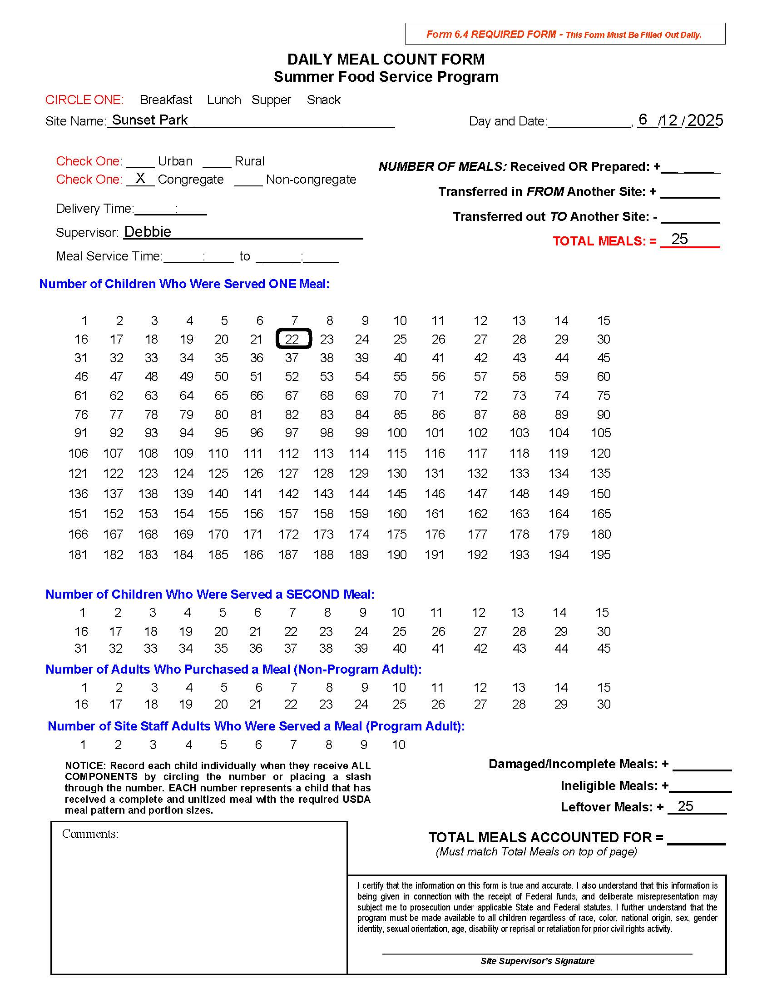 Form 6.4 REQUIRED FORM - This Form Must Be Filled Out Daily.
DAILY MEAL COUNT FORM
Summer Food Service Program
CIRCLE ONE: Breakfast Lunch Supper Snack
Site Name: Sunset Park Day and Date:____________, 6 /12 / 2025
Check One: ____ Urban ____ Rural
NUMBER OF MEALS: Received OR Prepared: +________
Check One: X Congregate ____ Non-congregate
Transferred in FROM Another Site: + ________
Delivery Time:______:____
Transferred out TO Another Site: - ________
Supervisor: Debbie
TOTAL MEALS: = 25
Meal Service Time:______:____ to ______:_____
Number of Children Who Were Served ONE Meal:
1 2 3 4 5 6 7 8 9 10 11 12 13 14 15
16 17 18 19 20 21 22 23 24 25 26 27 28 29 30
31 32 33 34 35 36 37 38 39 40 41 42 43 44 45
46 47 48 49 50 51 52 53 54 55 56 57 58 59 60
61 62 63 64 65 66 67 68 69 70 71 72 73 74 75
76 77 78 79 80 81 82 83 84 85 86 87 88 89 90
91 92 93 94 95 96 97 98 99 100 101 102 103 104 105
106 107 108 109 110 111 112 113 114 115 116 117 118 119 120
121 122 123 124 125 126 127 128 129 130 131 132 133 134 135
136 137 138 139 140 141 142 143 144 145 146 147 148 149 150
151 152 153 154 155 156 157 158 159 160 161 162 163 164 165
166 167 168 169 170 171 172 173 174 175 176 177 178 179 180
181 182 183 184 185 186 187 188 189 190 191 192 193 194 195
Number of Children Who Were Served a SECOND Meal:
1 2 3 4 5 6 7 8 9 10 11 12 13 14 15
16 17 18 19 20 21 22 23 24 25 26 27 28 29 30
31 32 33 34 35 36 37 38 39 40 41 42 43 44 45
Number of Adults Who Purchased a Meal (Non-Program Adult):
1 2 3 4 5 6 7 8 9 10 11 12 13 14 15
16 17 18 19 20 21 22 23 24 25 26 27 28 29 30
Number of Site Staff Adults Who Were Served a Meal (Program Adult):
1 2 3 4 5 6 7 8 9 10
NOTICE: Record each child individually when they receive ALL
COMPONENTS by circling the number or placing a slash
through the number. EACH number represents a child that has
received a complete and unitized meal with the required USDA
meal pattern and portion sizes.
Damaged/Incomplete Meals: + ________
Ineligible Meals: +________
Leftover Meals: + 25
Comments:
TOTAL MEALS ACCOUNTED FOR = ________
(Must match Total Meals on top of page)
I certify that the information on this form is true and accurate. I also understand that this information is
being given in connection with the receipt of Federal funds, and deliberate misrepresentation may
subject me to prosecution under applicable State and Federal statutes. I further understand that the
program must be made available to all children regardless of race, color, national origin, sex, gender
identity, sexual orientation, age, disability or reprisal or retaliation for prior civil rights activity.
Site Supervisor's Signature